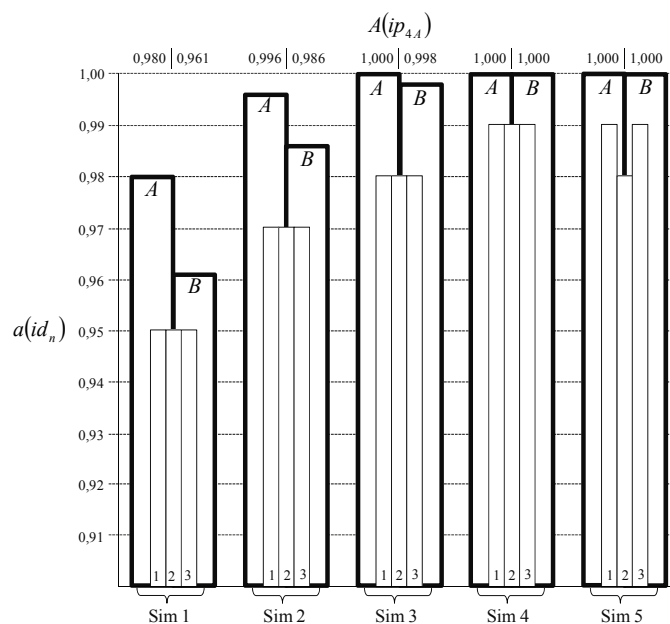 A(ip₄A)
0,980 0,961 0,996 0,986 1,000 0,998 1,000 1,000 1,000 1,000
1,00
A B A B A B
0,99
A
B
0,98
A
0,97
0,96
B
a(idₙ)
0,95
0,94
0,93
0,92
0,91
1 2 3 1 2 3 1 2 3 1 2 3 1 2 3
Sim 1 Sim 2 Sim 3 Sim 4 Sim 5